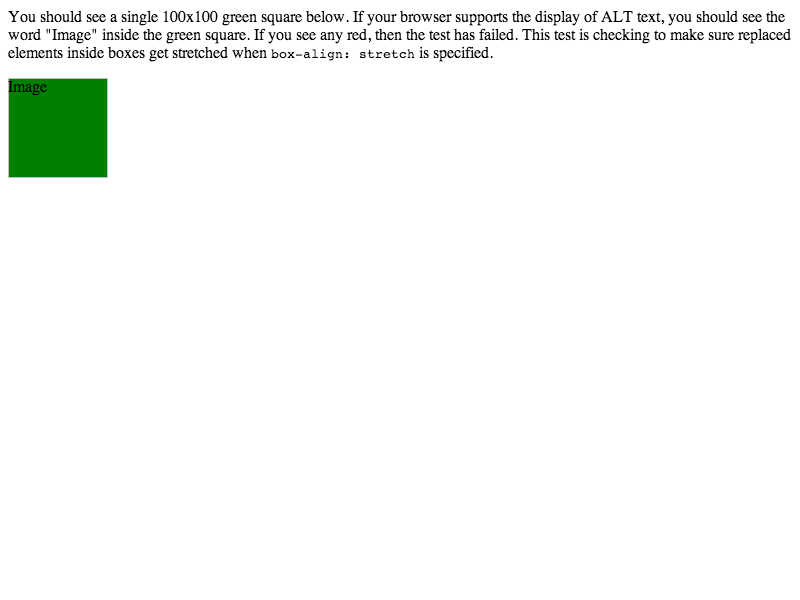 You should see a single 100x100 green square below. If your browser supports the display of ALT text, you should see the
word "Image" inside the green square. If you see any red, then the test has failed. This test is checking to make sure replaced
elements inside boxes get stretched when box-align: stretch is specified.
Image